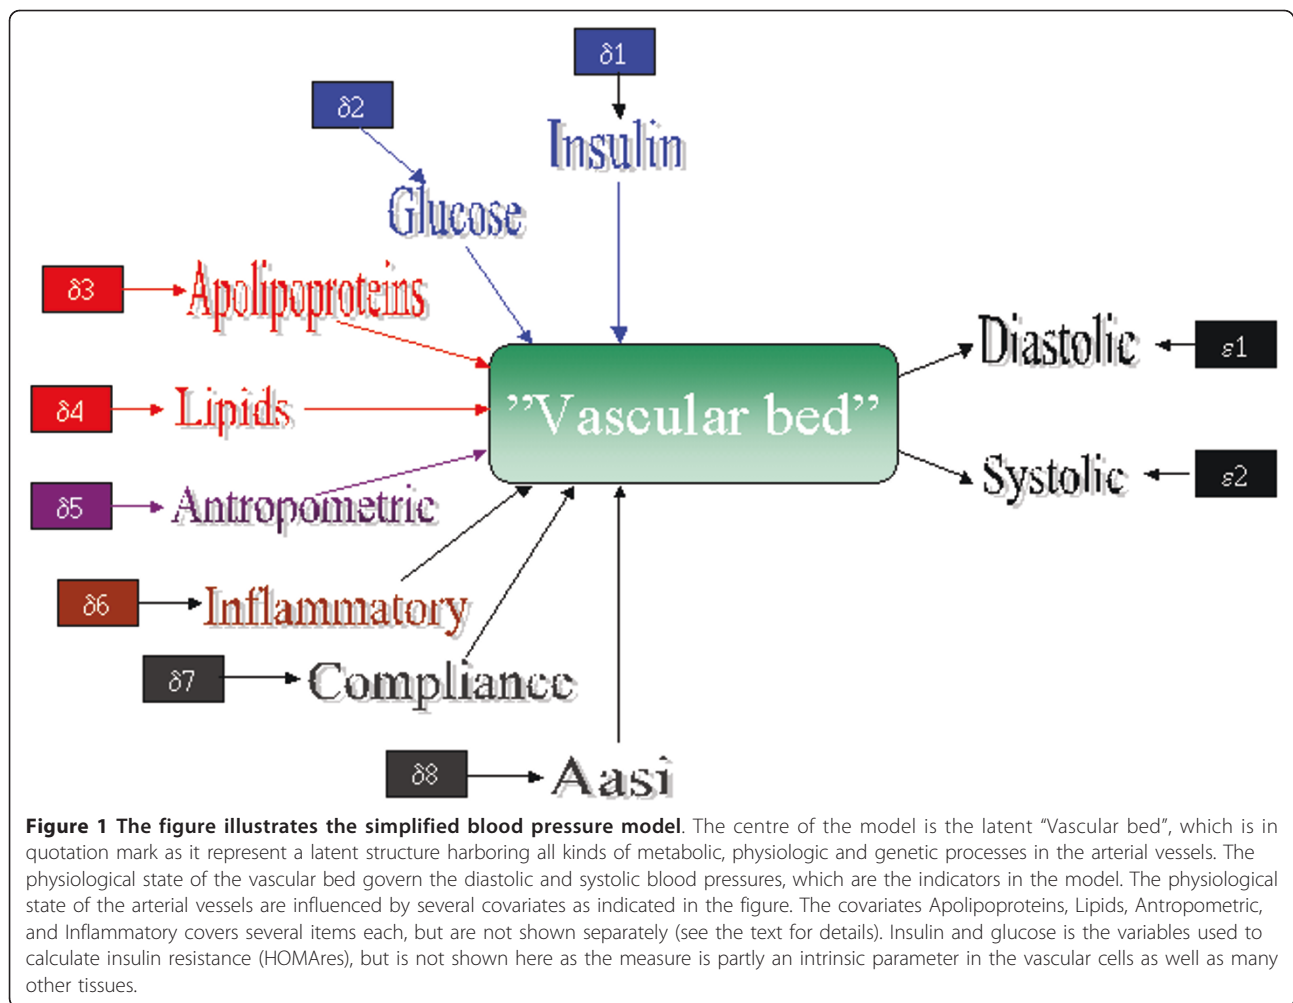 δ1
Insulin
δ2
Glucose
δ3
Apolipoproteins
δ4
Lipids
δ5
Antropometric
δ6
Inflammatory
δ7
Compliance
δ8
Aasi
”Vascular bed”
Diastolic
ε1
Systolic
ε2
Figure 1 The figure illustrates the simplified blood pressure model. The centre of the model is the latent “Vascular bed”, which is in
quotation mark as it represent a latent structure harboring all kinds of metabolic, physiologic and genetic processes in the arterial vessels. The
physiological state of the vascular bed govern the diastolic and systolic blood pressures, which are the indicators in the model. The physiological
state of the arterial vessels are influenced by several covariates as indicated in the figure. The covariates Apolipoproteins, Lipids, Antropometric,
and Inflammatory covers several items each, but are not shown separately (see the text for details). Insulin and glucose is the variables used to
calculate insulin resistance (HOMAres), but is not shown here as the measure is partly an intrinsic parameter in the vascular cells as well as many
other tissues.